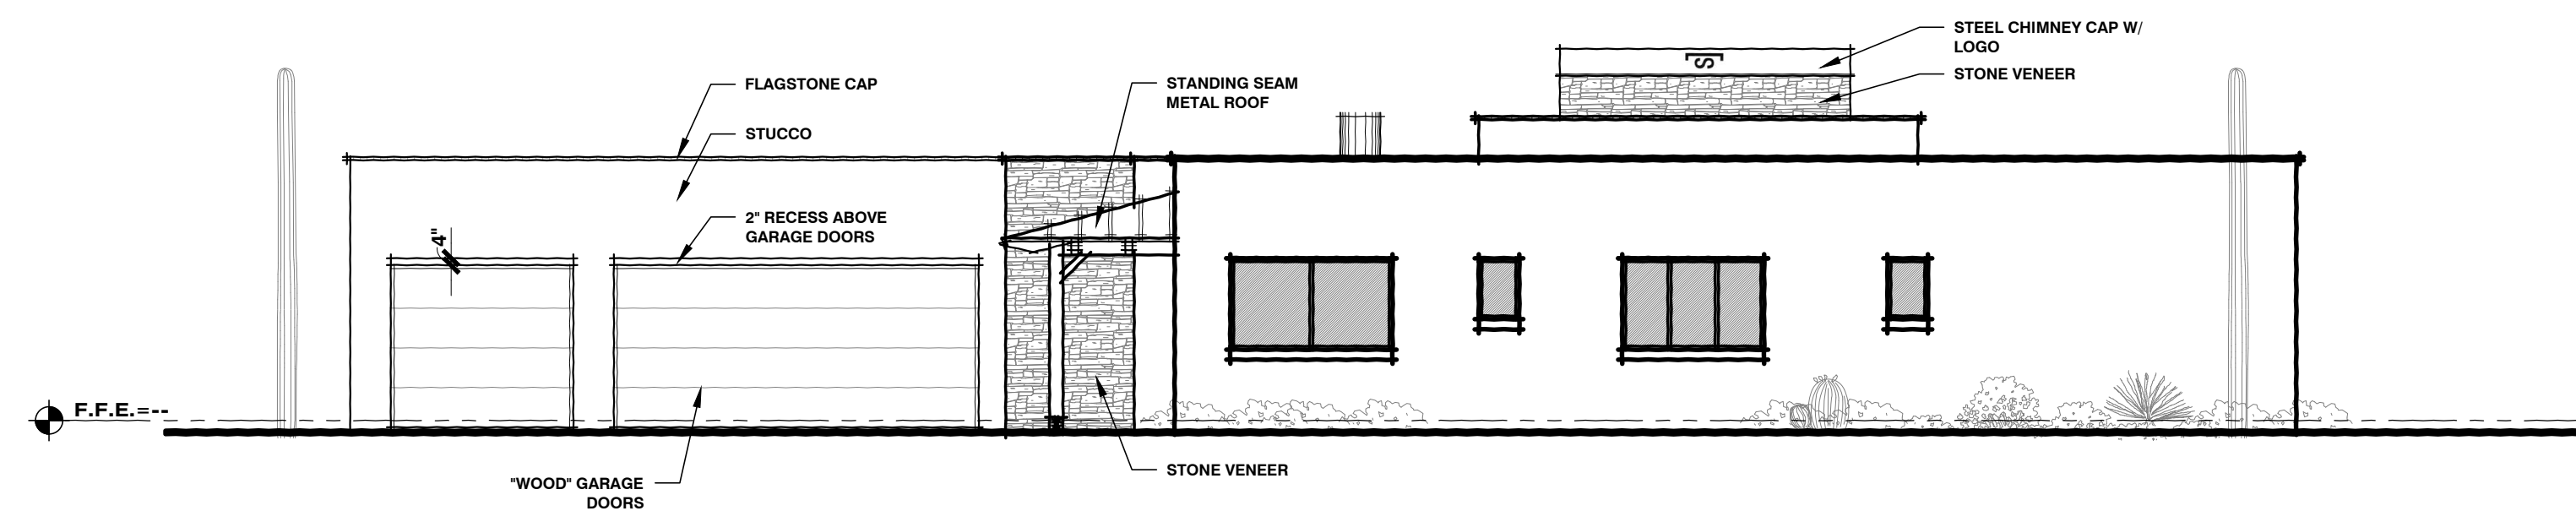 STEEL CHIMNEY CAP W/
LOGO
STONE VENEER
S
FLAGSTONE CAP
STANDING SEAM
METAL ROOF
STUCCO
2" RECESS ABOVE
GARAGE DOORS
4"
F.F.E.=--
STONE VENEER
"WOOD" GARAGE
DOORS